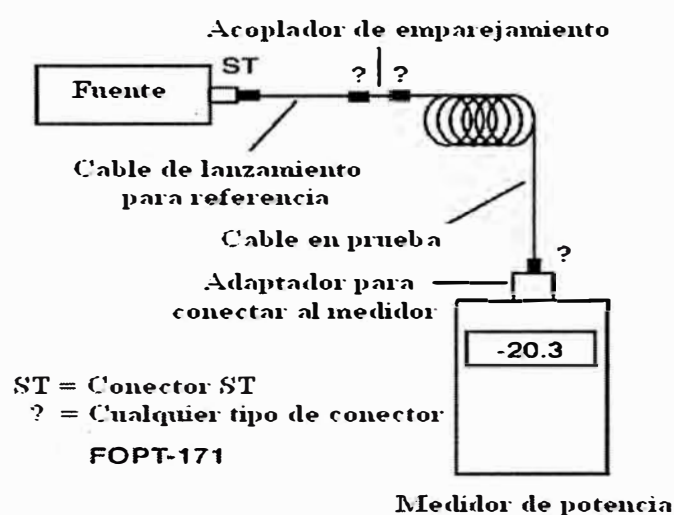 Acoplador de emparejamiento
ST
? ?
Fuente
Cable de lanzamiento
para referencia
Cable en prueba
?
Adaptador para
conectar al medidor
-20.3
ST = Conector ST
? = Cualquier tipo de conector
FOPT-171
Medidor de potencia